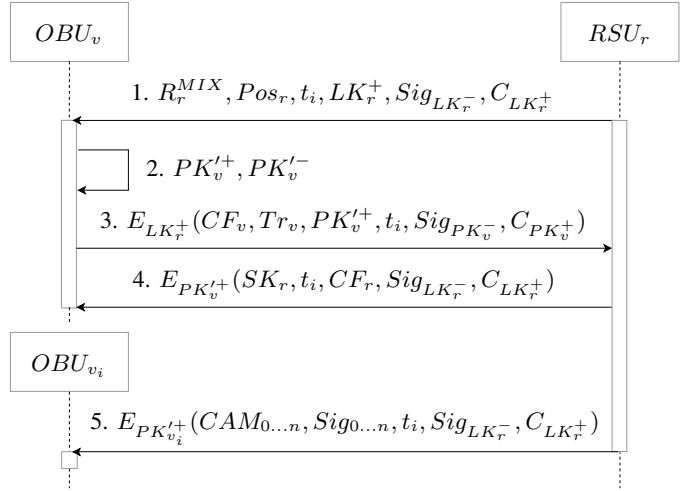 OBU_v RSU_r
1. R_r^{MIX}, Pos_r, t_i, LK_r^+, Sig_{LK_r^-}, C_{LK_r^+}
2. PK_v'^+, PK_v'^-
3. E_{LK_r^+}(CF_v, Tr_v, PK_v'^+, t_i, Sig_{PK_v^-}, C_{PK_v^+})
4. E_{PK_v'^+}(SK_r, t_i, CF_r, Sig_{LK_r^-}, C_{LK_r^+})
OBU_{v_i}
5. E_{PK_{v_i}'^+}(CAM_{0...n}, Sig_{0...n}, t_i, Sig_{LK_r^-}, C_{LK_r^+})